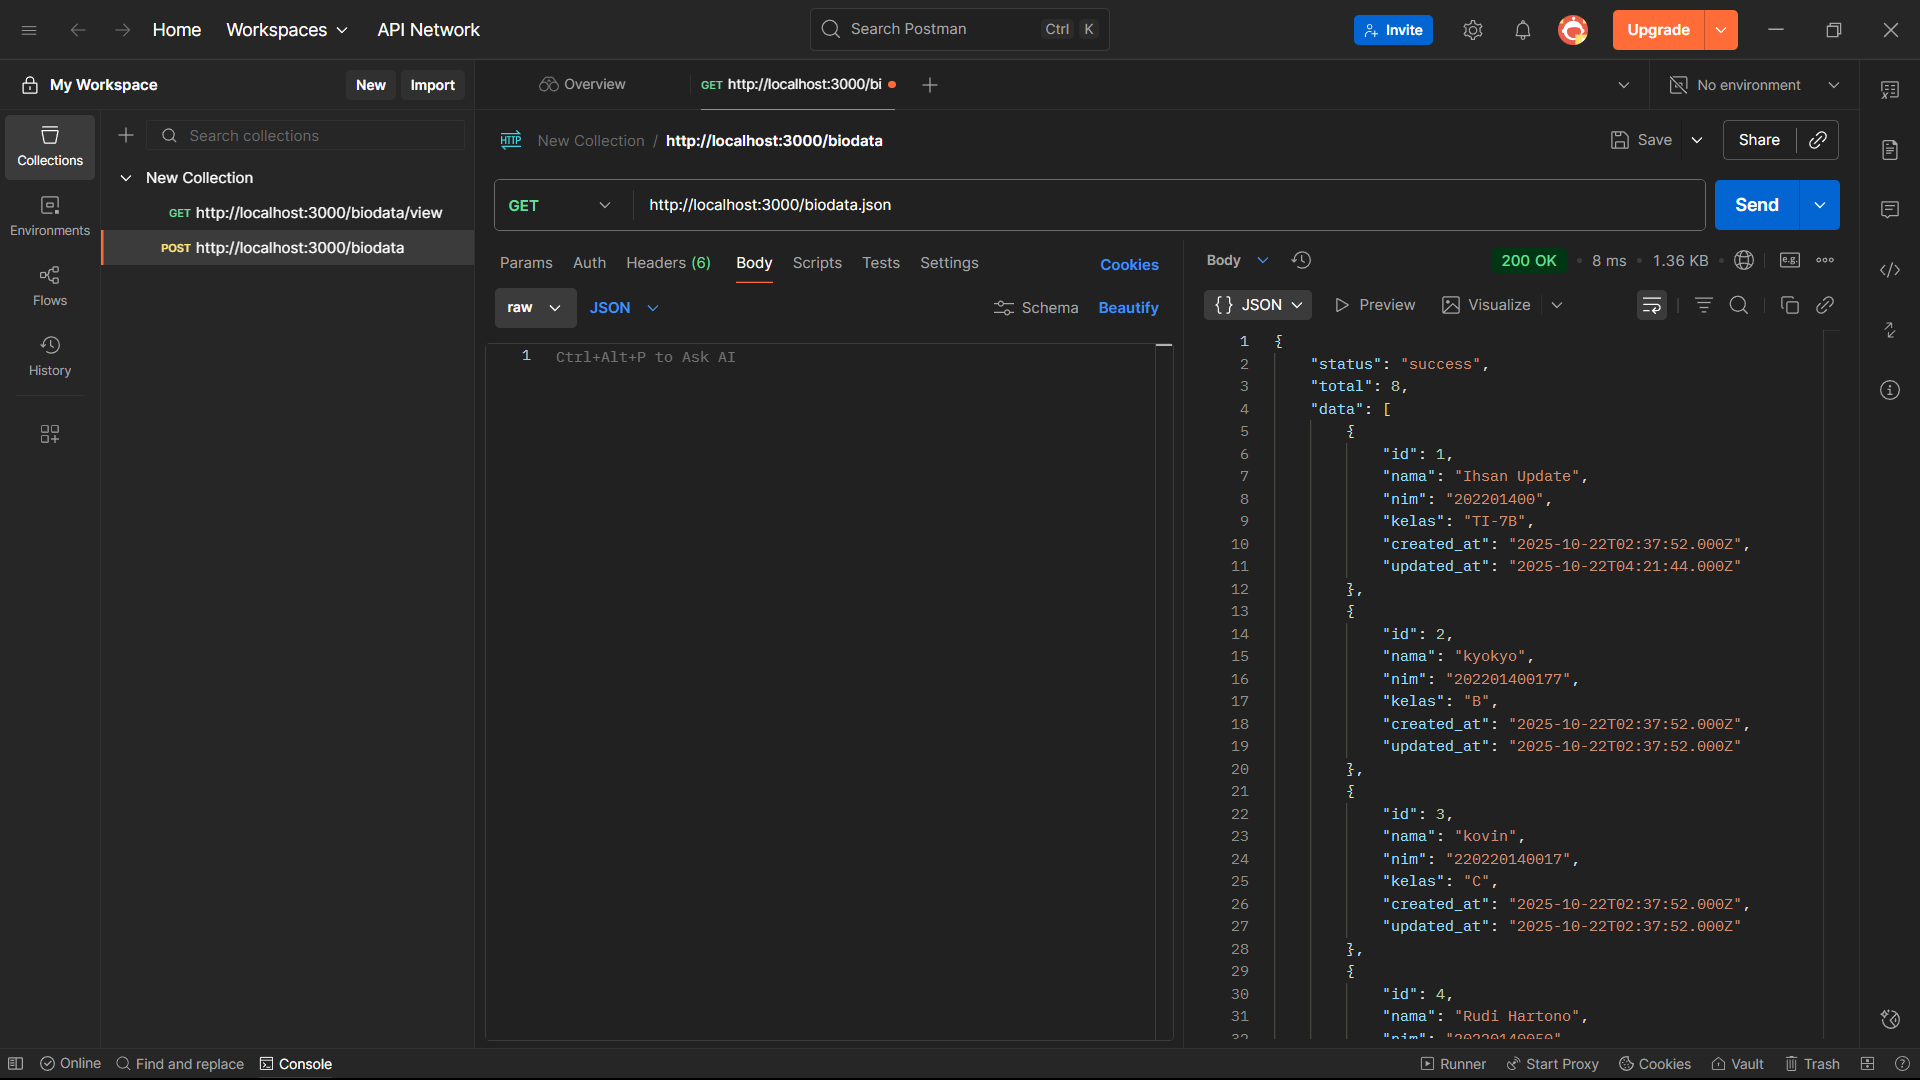 Home
Workspaces
API Network
Search Postman
Ctrl K
Invite
Upgrade
My Workspace
New
Import
Overview
GET http://localhost:3000/bi
No environment
Collections
Search collections
New Collection / http://localhost:3000/biodata
Save
Share
New Collection
GET http://localhost:3000/biodata/view
POST http://localhost:3000/biodata
Environments
Flows
History
HTTP
GET
http://localhost:3000/biodata.json
Send
Params
Auth
Headers (6)
Body
Scripts
Tests
Settings
Cookies
raw
JSON
Schema
Beautify
1 Ctrl+Alt+P to Ask AI
Body
200 OK • 8 ms • 1.36 KB
e.g.
{} JSON
Preview
Visualize
1 {
2 "status": "success",
3 "total": 8,
4 "data": [
5 {
6 "id": 1,
7 "nama": "Ihsan Update",
8 "nim": "202201400",
9 "kelas": "TI-7B",
10 "created_at": "2025-10-22T02:37:52.000Z",
11 "updated_at": "2025-10-22T04:21:44.000Z"
12 },
13 {
14 "id": 2,
15 "nama": "kyokyo",
16 "nim": "202201400177",
17 "kelas": "B",
18 "created_at": "2025-10-22T02:37:52.000Z",
19 "updated_at": "2025-10-22T02:37:52.000Z"
20 },
21 {
22 "id": 3,
23 "nama": "kovin",
24 "nim": "220220140017",
25 "kelas": "C",
26 "created_at": "2025-10-22T02:37:52.000Z",
27 "updated_at": "2025-10-22T02:37:52.000Z"
28 },
29 {
30 "id": 4,
31 "nama": "Rudi Hartono",
32 "nim": "20220140050"
Online
Find and replace
Console
Runner
Start Proxy
Cookies
Vault
Trash